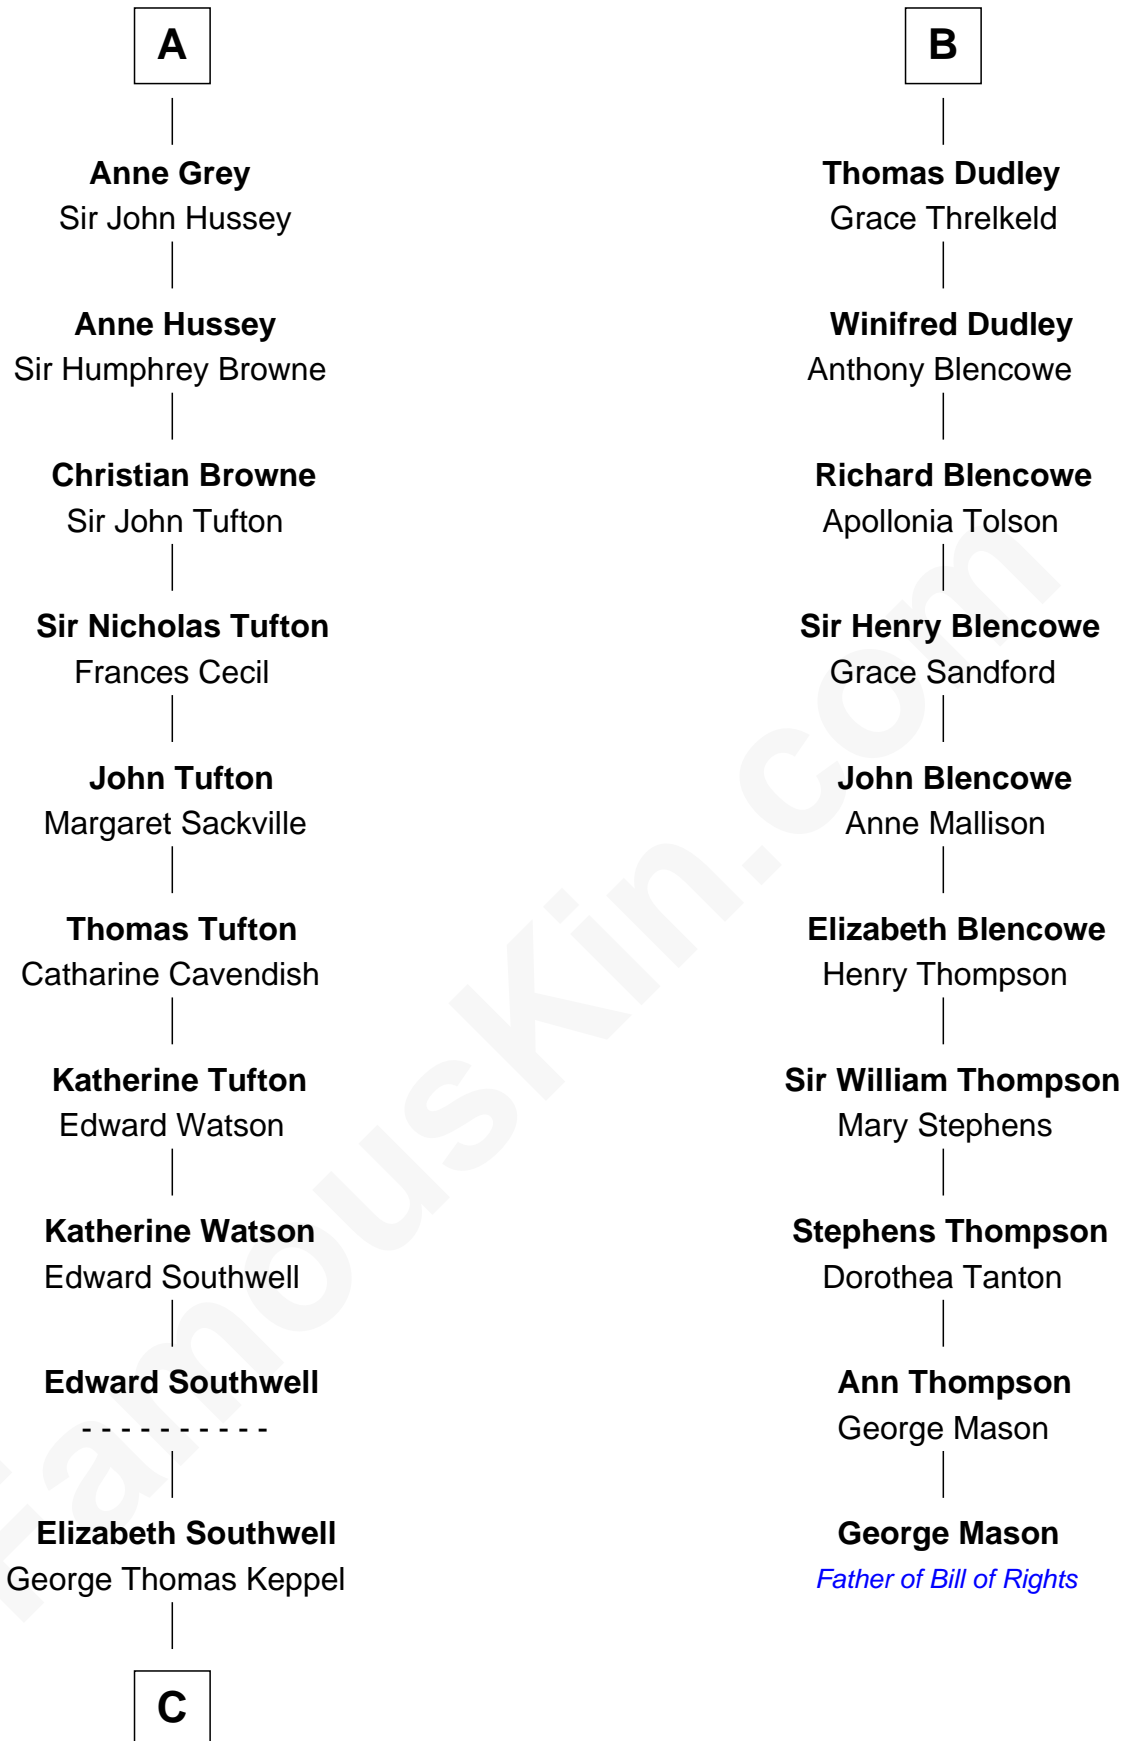 A
Anne Grey
Sir John Hussey
Anne Hussey
Sir Humphrey Browne
Christian Browne
Sir John Tufton
Sir Nicholas Tufton
Frances Cecil
John Tufton
Margaret Sackville
Thomas Tufton
Catharine Cavendish
Katherine Tufton
Edward Watson
Katherine Watson
Edward Southwell
Edward Southwell
- - - - - - - - - -
Elizabeth Southwell
George Thomas Keppel
C
B
Thomas Dudley
Grace Threlkeld
Winifred Dudley
Anthony Blencowe
Richard Blencowe
Apollonia Tolson
Sir Henry Blencowe
Grace Sandford
John Blencowe
Anne Mallison
Elizabeth Blencowe
Henry Thompson
Sir William Thompson
Mary Stephens
Stephens Thompson
Dorothea Tanton
Ann Thompson
George Mason
George Mason
Father of Bill of Rights
FamousKin.com